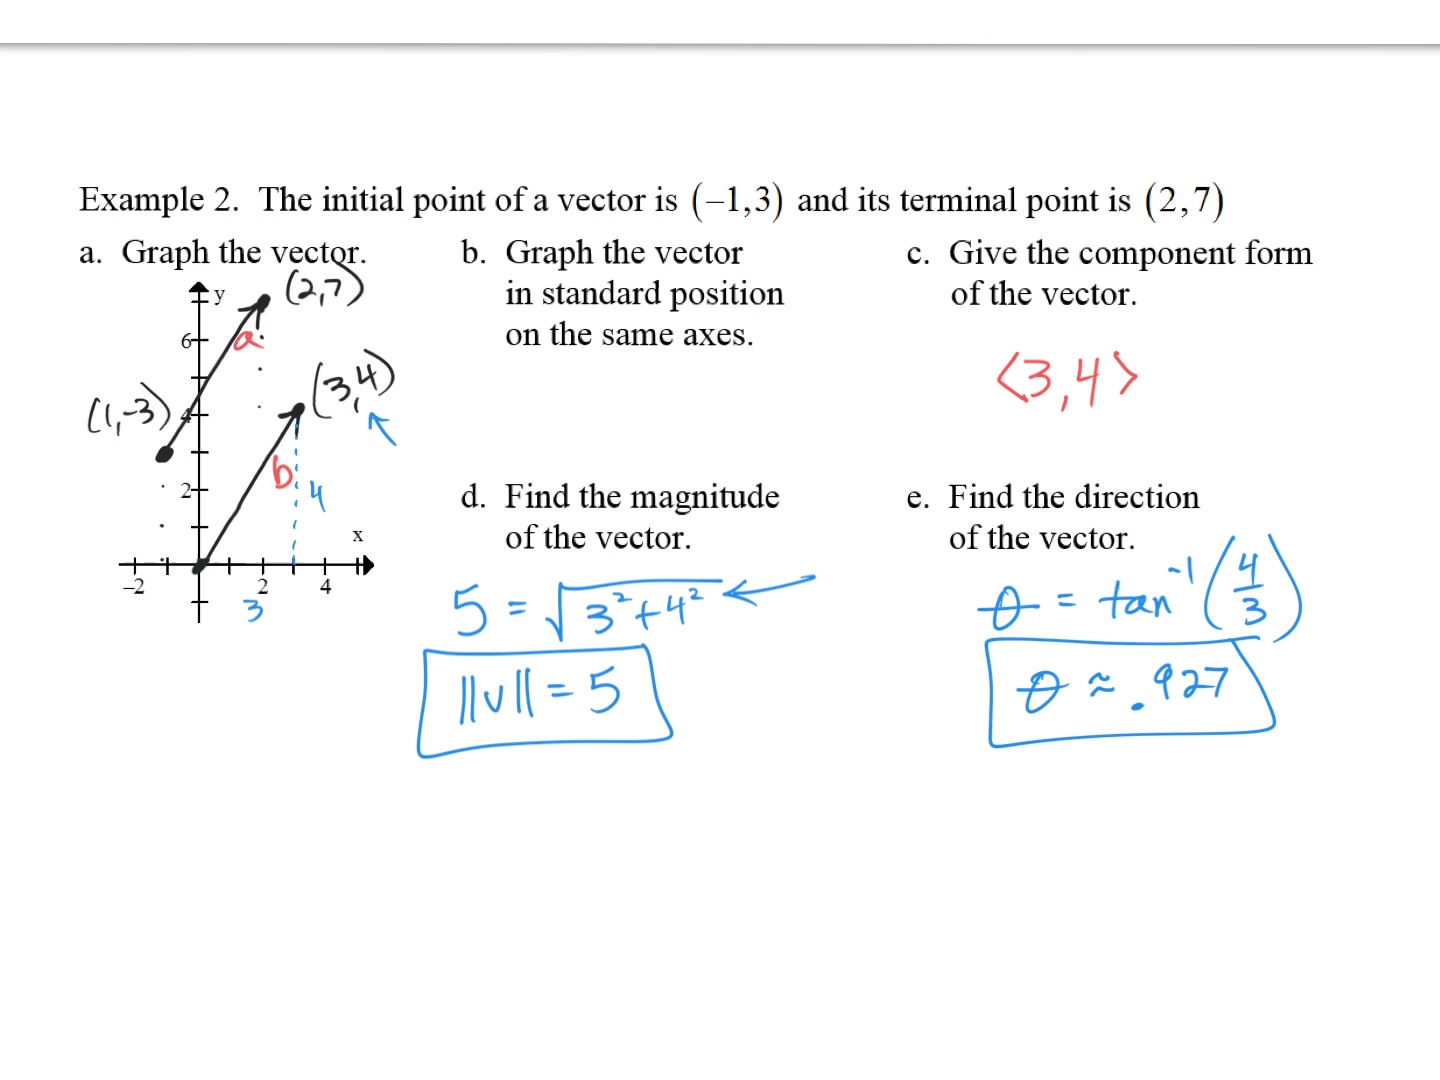 Example 2. The initial point of a vector is (−1,3) and its terminal point is (2,7)
a. Graph the vector.
b. Graph the vector
in standard position
on the same axes.
c. Give the component form
of the vector.
⟨3,4⟩
y
(2,7)
6
a
(3,4)
(1,-3)
4
b
2
4
x
−2
2
4
3
d. Find the magnitude
of the vector.
5 = √3²+4²
||v|| = 5
e. Find the direction
of the vector.
θ = tan⁻¹(4/3)
θ ≈ .927